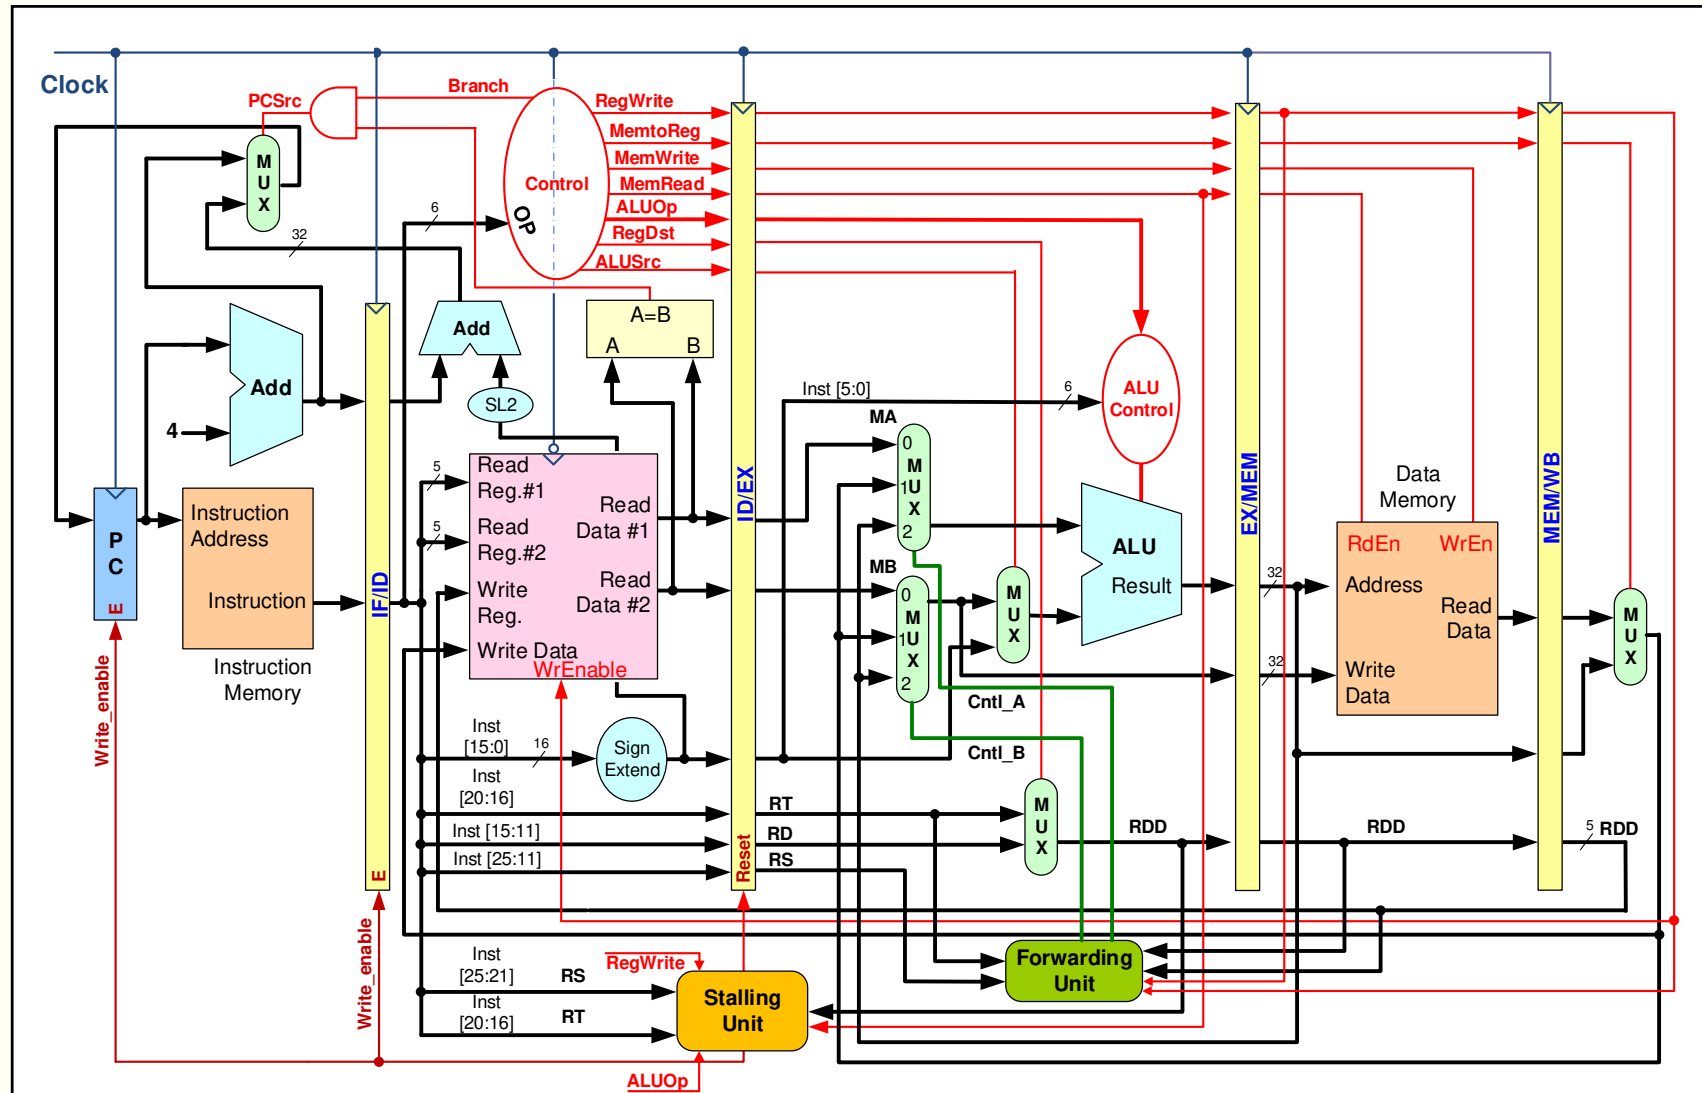 Clock
PCSrc
Branch
RegWrite
MemtoReg
MemWrite
MemRead
ALUOp
RegDst
ALUSrc
Control
OP
M
U
X
6
32
Add
4
Add
SL2
A=B
A
B
Inst [5:0]
6
ALU
Control
MA
0
M
1U
X
2
MB
0
M
1U
X
2
M
U
X
ALU
Result
P
C
E
Instruction
Address
Instruction
Instruction
Memory
IF/ID
E
5
Read
Reg.#1
5
Read
Reg.#2
Write
Reg.
Write Data
WrEnable
Read
Data #1
Read
Data #2
ID/EX
Reset
EX/MEM
MEM/WB
Data
Memory
RdEn
WrEn
Address
Read
Data
Write
Data
32
32
M
U
X
Cntl_A
Cntl_B
Inst
[15:0]
16
Sign
Extend
Inst
[20:16]
Inst [15:11]
Inst [25:11]
RT
RD
RS
M
U
X
RDD
RDD
5
RDD
Write_enable
Write_enable
Inst
[25:21]
RS
Inst
[20:16]
RT
RegWrite
Stalling
Unit
ALUOp
Forwarding
Unit